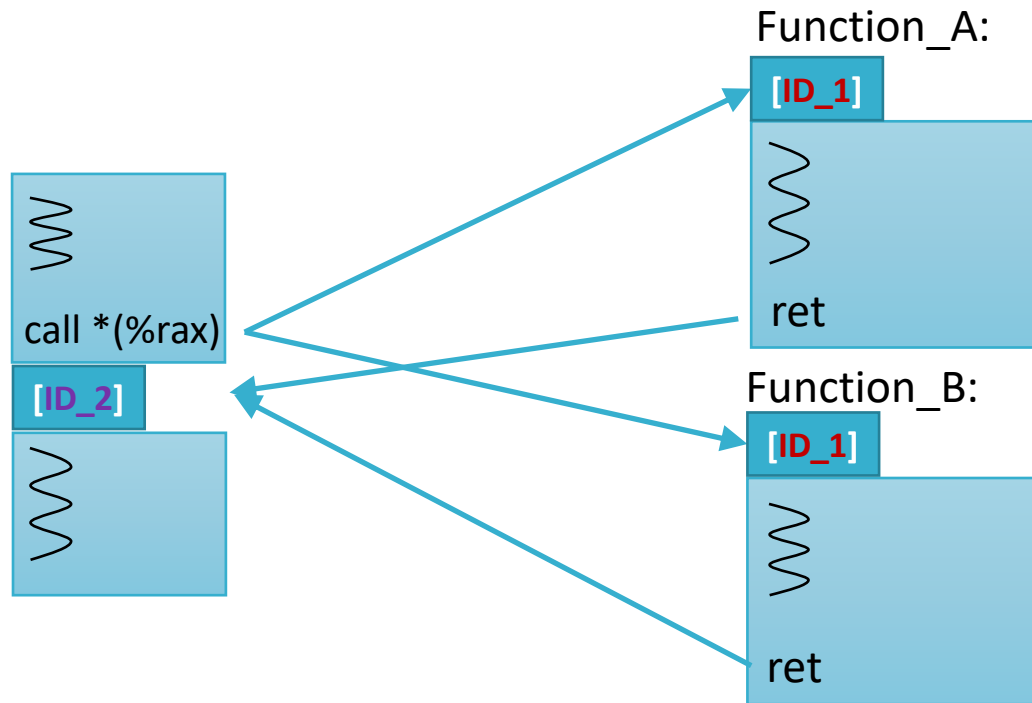 Function_A:
[ID_1]
call *(%rax)
ret
[ID_2]
Function_B:
[ID_1]
ret